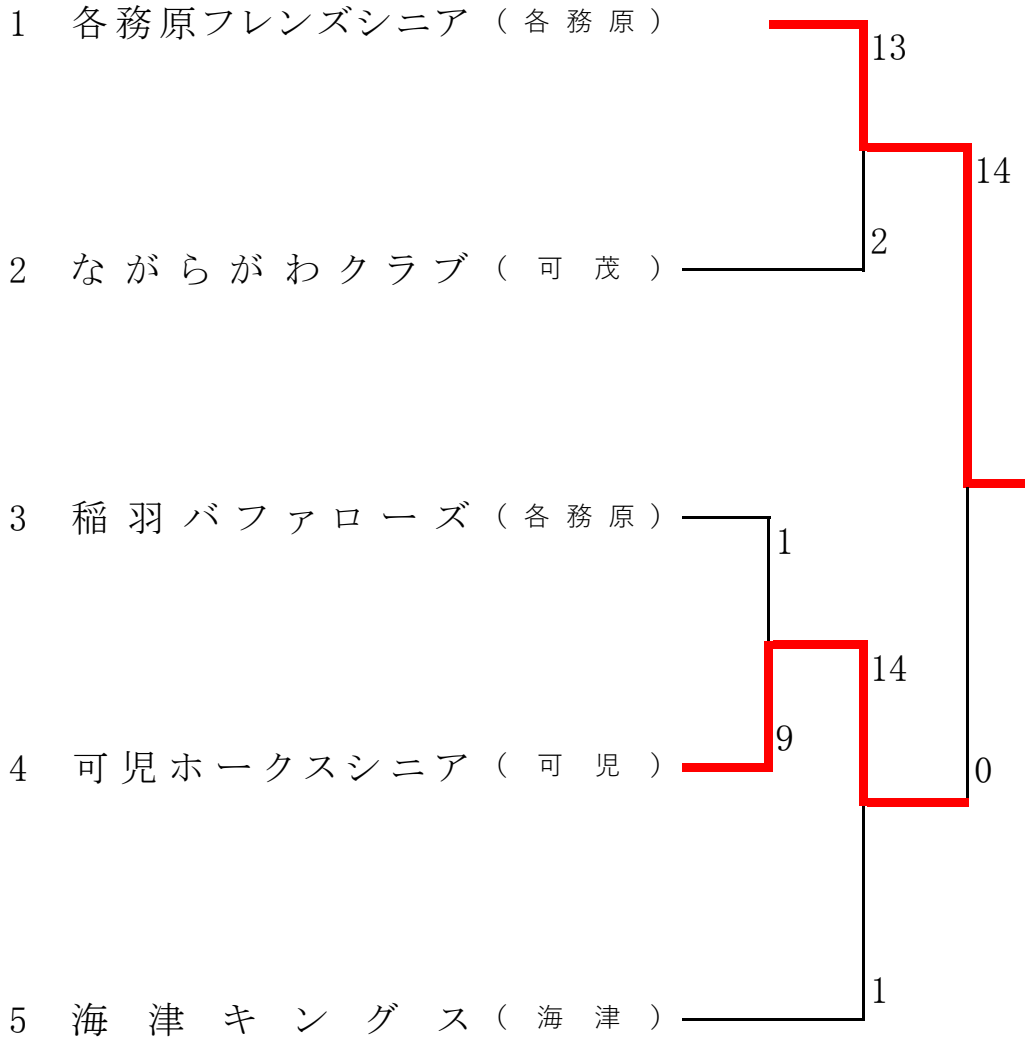 1 各務原フレンズシニア（各務原）
13
14
2
2 ながらがわクラブ（可茂）
3 稲羽バファローズ（各務原）
1
14
9
4 可児ホークスシニア（可児）
0
1
5 海津キングス（海津）